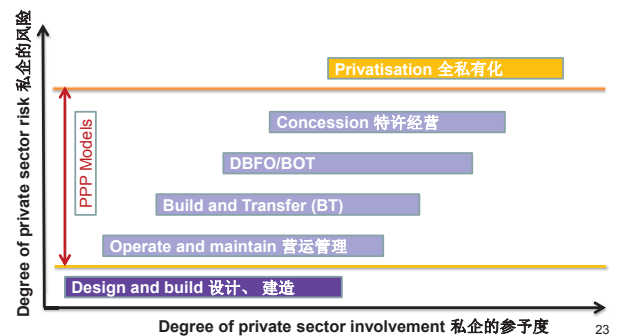 Degree of private sector risk 私企的风险
Privatisation 全私有化
Concession 特许经营
PPP Models
DBFO/BOT
Build and Transfer (BT)
Operate and maintain 营运管理
Design and build 设计、 建造
Degree of private sector involvement 私企的参予度
23